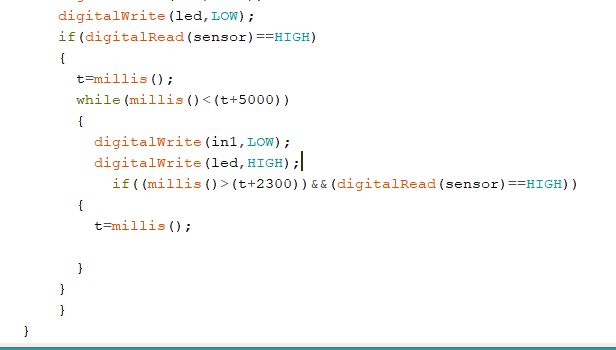 digitalWrite(led,LOW);
if(digitalRead(sensor)==HIGH)
{
t=millis();
while(millis()<(t+5000))
{
digitalWrite(in1,LOW);
digitalWrite(led,HIGH);
if((millis()>(t+2300))&&(digitalRead(sensor)==HIGH))
{
t=millis();
}
}
}
}